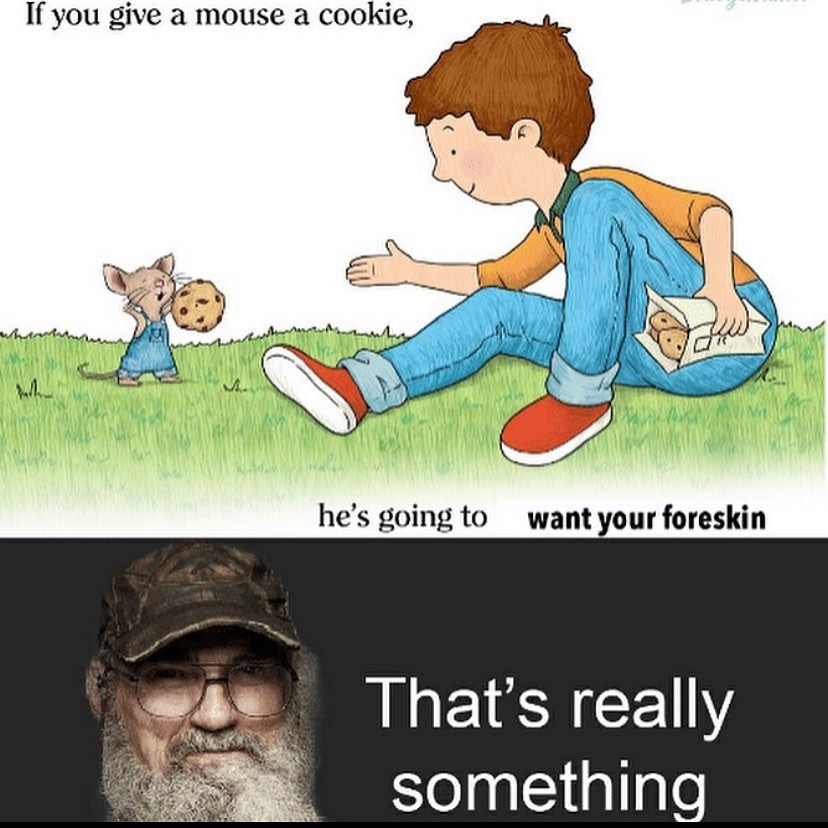 If you give a mouse a cookie,
he's going to want your foreskin
That's really
something